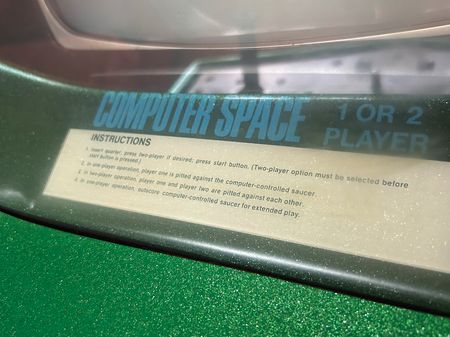 COMPUTER SPACE 1 OR 2
PLAYER
INSTRUCTIONS
1. Insert quarter; press two-player if desired; press start button. (Two-player option must be selected before
start button is pressed.)
2. In one-player operation, player one is pitted against the computer-controlled saucer.
3. In two-player operation, player one and player two are pitted against each other.
4. In one-player operation, outscore computer-controlled saucer for extended play.